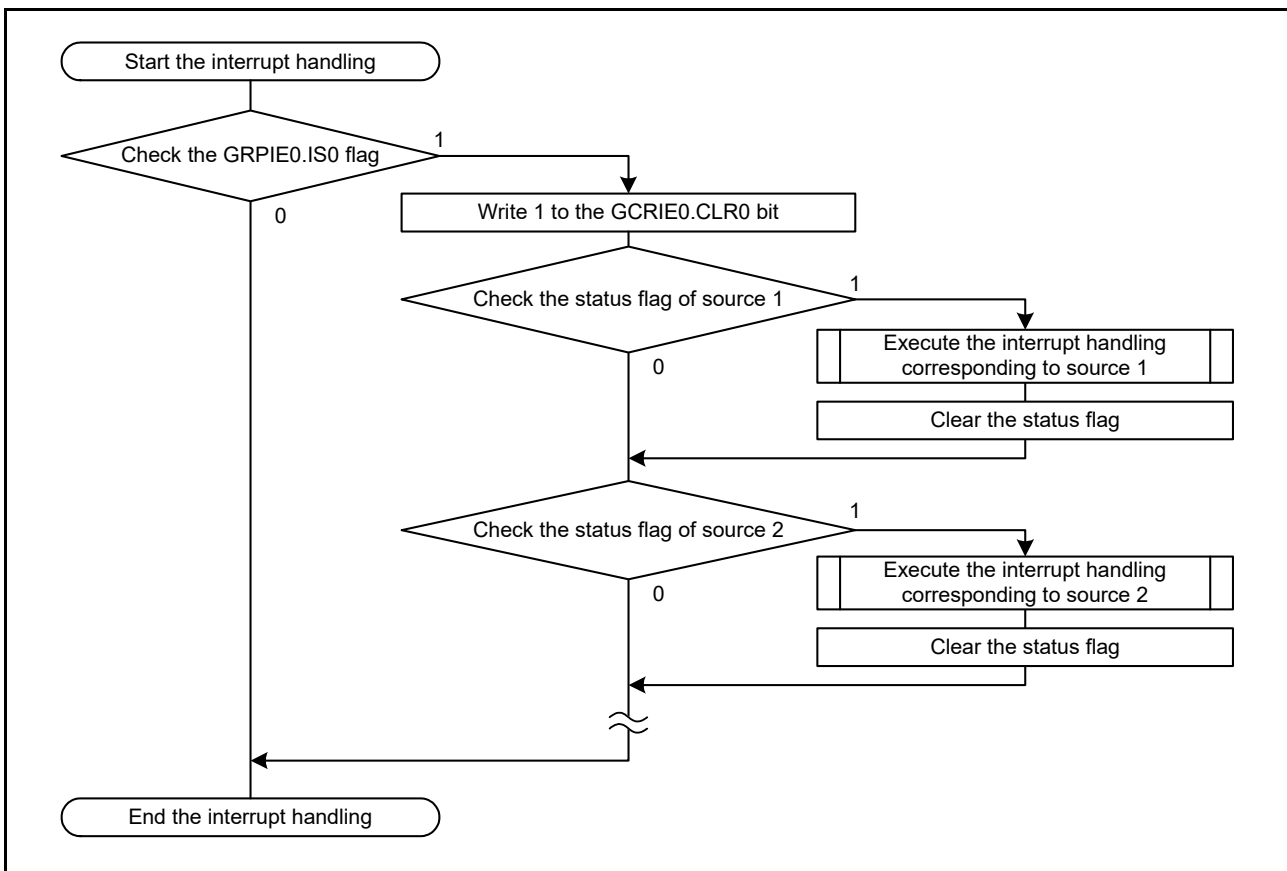 Start the interrupt handling
Check the GRPIE0.IS0 flag
1
0
Write 1 to the GCRIE0.CLR0 bit
Check the status flag of source 1
1
0
Execute the interrupt handling
corresponding to source 1
Clear the status flag
Check the status flag of source 2
1
0
Execute the interrupt handling
corresponding to source 2
Clear the status flag
End the interrupt handling